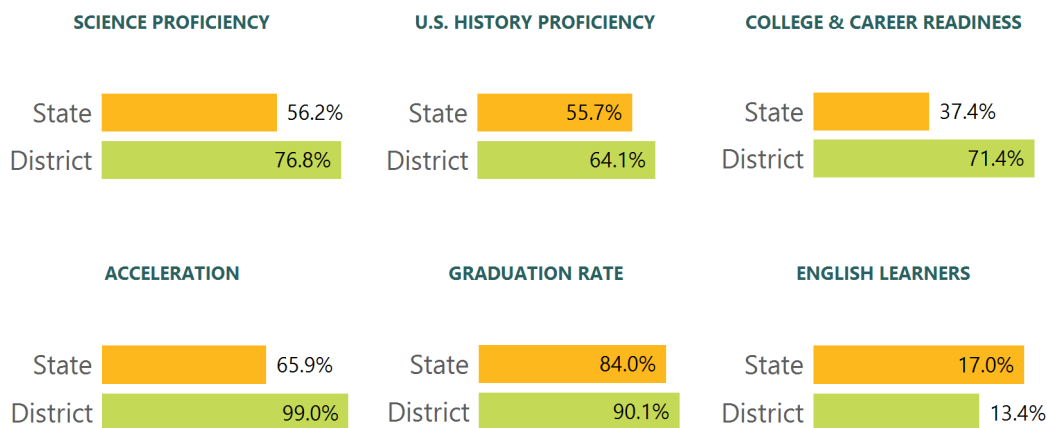 SCIENCE PROFICIENCY
State 56.2%
District 76.8%
U.S. HISTORY PROFICIENCY
State 55.7%
District 64.1%
COLLEGE & CAREER READINESS
State 37.4%
District 71.4%
ACCELERATION
State 65.9%
District 99.0%
GRADUATION RATE
State 84.0%
District 90.1%
ENGLISH LEARNERS
State 17.0%
District 13.4%